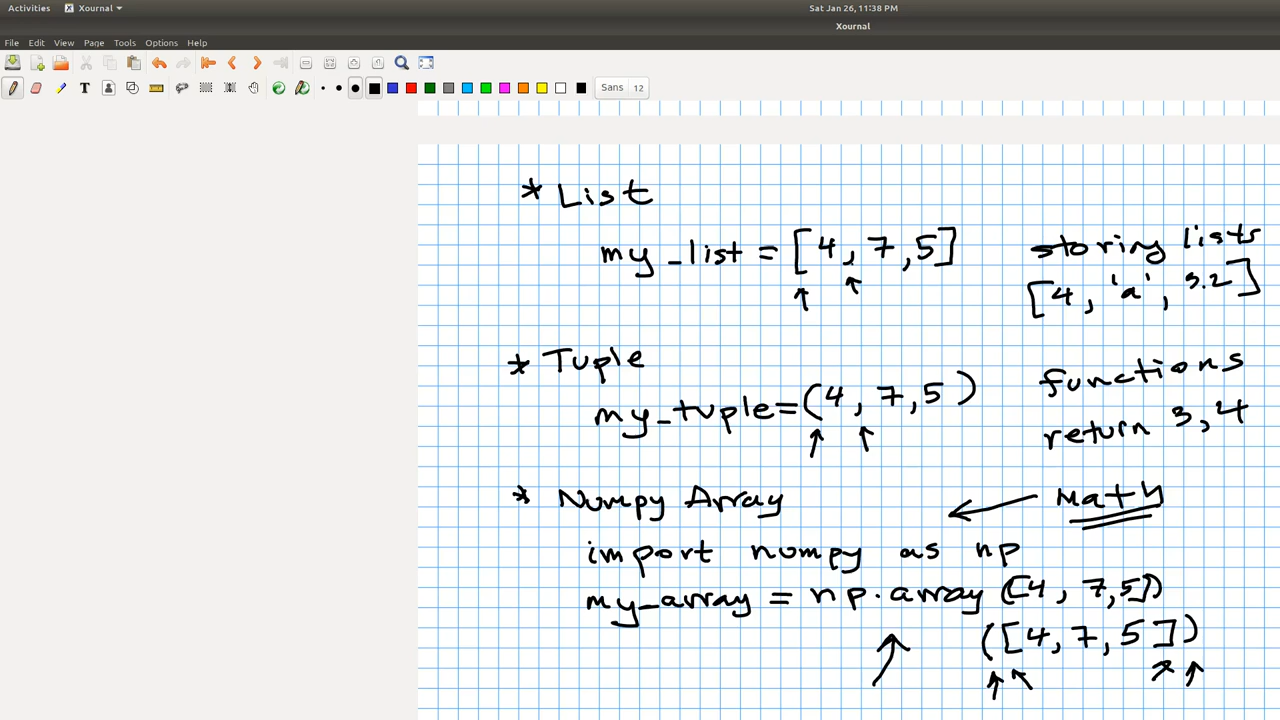 Activities Xournal Sat Jan 26, 11:38 PM
Xournal
File Edit View Page Tools Options Help
Sans 12
* List
my_list = [4, 7, 5]
storing lists
[4, 'a', 3.2]
* Tuple
my_tuple=(4, 7, 5)
functions
return 3, 4
* Numpy Array
Math
import numpy as np
my_array = np.array([4, 7, 5])
([4, 7, 5])